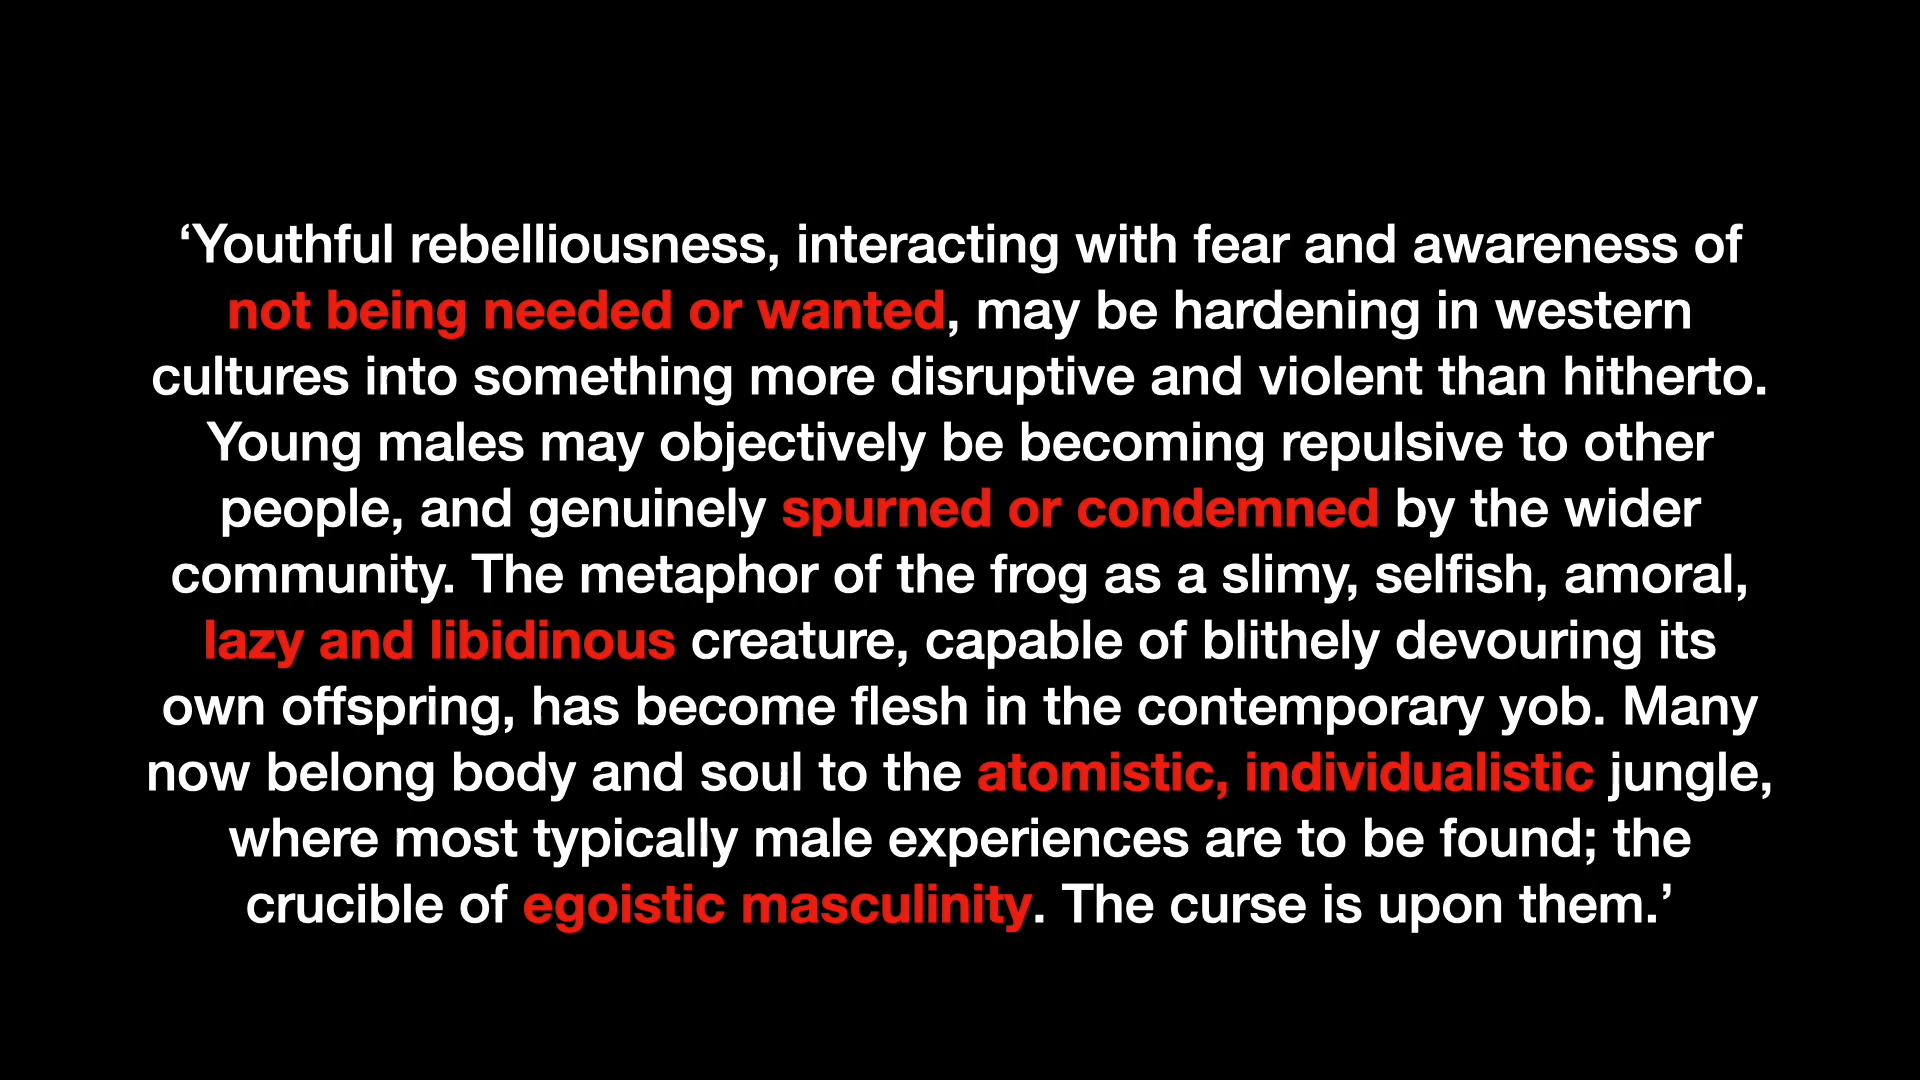 ‘Youthful rebelliousness, interacting with fear and awareness of
not being needed or wanted, may be hardening in western
cultures into something more disruptive and violent than hitherto.
Young males may objectively be becoming repulsive to other
people, and genuinely spurned or condemned by the wider
community. The metaphor of the frog as a slimy, selfish, amoral,
lazy and libidinous creature, capable of blithely devouring its
own offspring, has become flesh in the contemporary yob. Many
now belong body and soul to the atomistic, individualistic jungle,
where most typically male experiences are to be found; the
crucible of egoistic masculinity. The curse is upon them.’